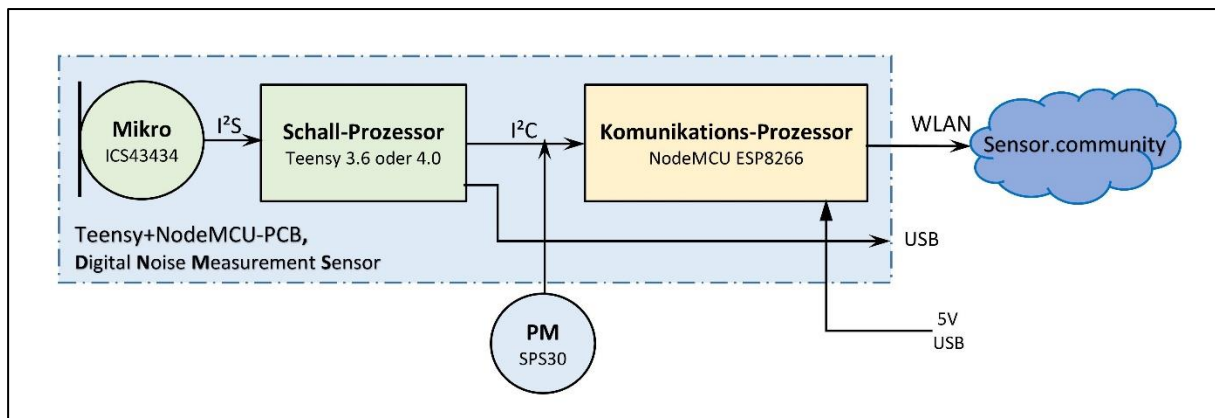 Mikro
ICS43434
I²S
Schall-Prozessor
Teensy 3.6 oder 4.0
I²C
Komunikations-Prozessor
NodeMCU ESP8266
WLAN
Sensor.community
Teensy+NodeMCU-PCB,
Digital Noise Measurement Sensor
USB
PM
SPS30
5V
USB